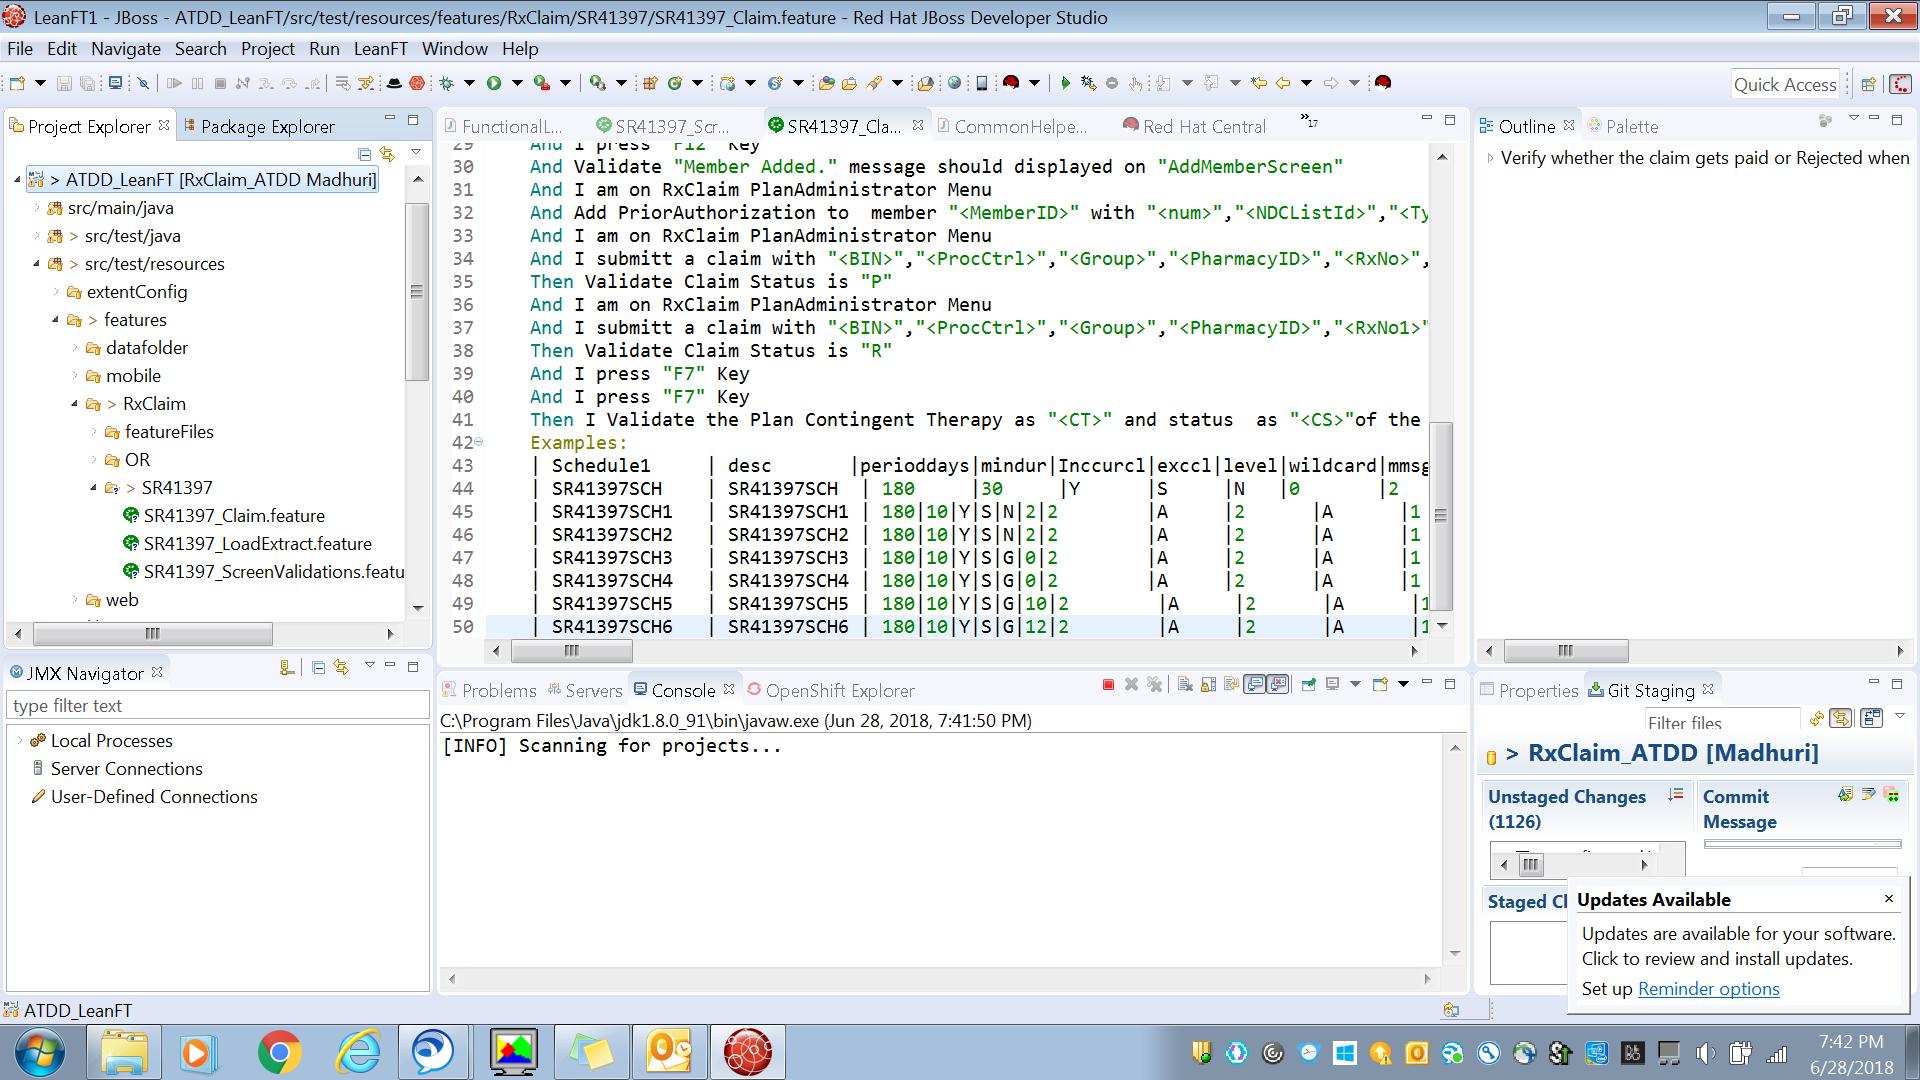 LeanFT1 - JBoss - ATDD_LeanFT/src/test/resources/features/RxClaim/SR41397/SR41397_Claim.feature - Red Hat JBoss Developer Studio
File Edit Navigate Search Project Run LeanFT Window Help
Quick Access
Project Explorer Package Explorer
> ATDD_LeanFT [RxClaim_ATDD Madhuri]
src/main/java
> src/test/java
> src/test/resources
extentConfig
> features
datafolder
mobile
> RxClaim
featureFiles
OR
> SR41397
SR41397_Claim.feature
SR41397_LoadExtract.feature
SR41397_ScreenValidations.featu
web
JMX Navigator
type filter text
Local Processes
Server Connections
User-Defined Connections
FunctionalL... SR41397_Scr... SR41397_Cla... CommonHelpe... Red Hat Central »17
29 And I press "F12" Key
30 And Validate "Member Added." message should displayed on "AddMemberScreen"
31 And I am on RxClaim PlanAdministrator Menu
32 And Add PriorAuthorization to  member "<MemberID>" with "<num>","<NDCListId>","<Ty
33 And I am on RxClaim PlanAdministrator Menu
34 And I submitt a claim with "<BIN>","<ProcCtrl>","<Group>","<PharmacyID>","<RxNo>",
35 Then Validate Claim Status is "P"
36 And I am on RxClaim PlanAdministrator Menu
37 And I submitt a claim with "<BIN>","<ProcCtrl>","<Group>","<PharmacyID>","<RxNo1>"
38 Then Validate Claim Status is "R"
39 And I press "F7" Key
40 And I press "F7" Key
41 Then I Validate the Plan Contingent Therapy as "<CT>" and status  as "<CS>"of the
42 Examples:
43 | Schedule1 | desc |perioddays|mindur|Inccurcl|exccl|level|wildcard|mmsg
44 | SR41397SCH | SR41397SCH | 180 |30 |Y |S |N |0 |2
45 | SR41397SCH1 | SR41397SCH1 | 180|10|Y|S|N|2|2 |A |2 |A |1
46 | SR41397SCH2 | SR41397SCH2 | 180|10|Y|S|N|2|2 |A |2 |A |1
47 | SR41397SCH3 | SR41397SCH3 | 180|10|Y|S|G|0|2 |A |2 |A |1
48 | SR41397SCH4 | SR41397SCH4 | 180|10|Y|S|G|0|2 |A |2 |A |1
49 | SR41397SCH5 | SR41397SCH5 | 180|10|Y|S|G|10|2 |A |2 |A |1
50 | SR41397SCH6 | SR41397SCH6 | 180|10|Y|S|G|12|2 |A |2 |A |1
Problems Servers Console OpenShift Explorer
C:\Program Files\Java\jdk1.8.0_91\bin\javaw.exe (Jun 28, 2018, 7:41:50 PM)
[INFO] Scanning for projects...
Outline Palette
Verify whether the claim gets paid or Rejected when
Properties Git Staging
Filter files
> RxClaim_ATDD [Madhuri]
Unstaged Changes
(1126)
Commit
Message
Staged
Updates Available
Updates are available for your software.
Click to review and install updates.
Set up Reminder options
ATDD_LeanFT
7:42 PM
6/28/2018